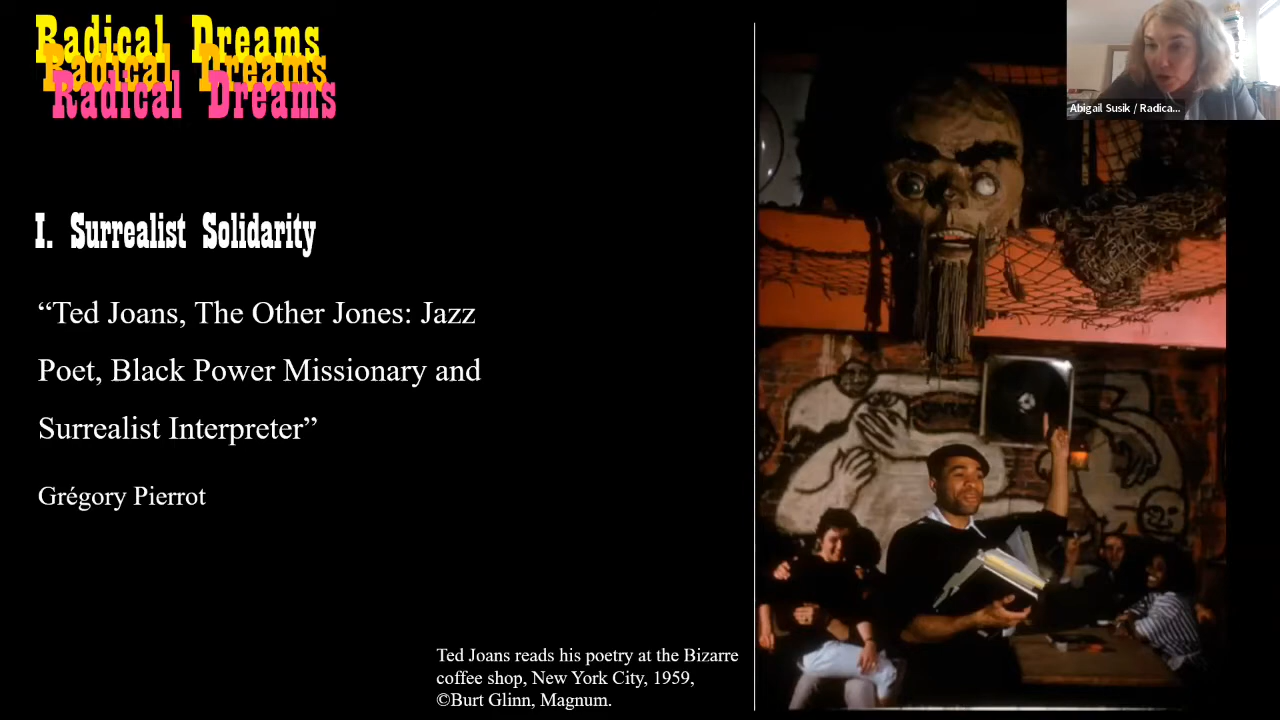 Radical Dreams
Radical Dreams
Radical Dreams
Abigail Susik / Radica...
I. Surrealist Solidarity
“Ted Joans, The Other Jones: Jazz
Poet, Black Power Missionary and
Surrealist Interpreter”
Grégory Pierrot
Ted Joans reads his poetry at the Bizarre
coffee shop, New York City, 1959,
©Burt Glinn, Magnum.